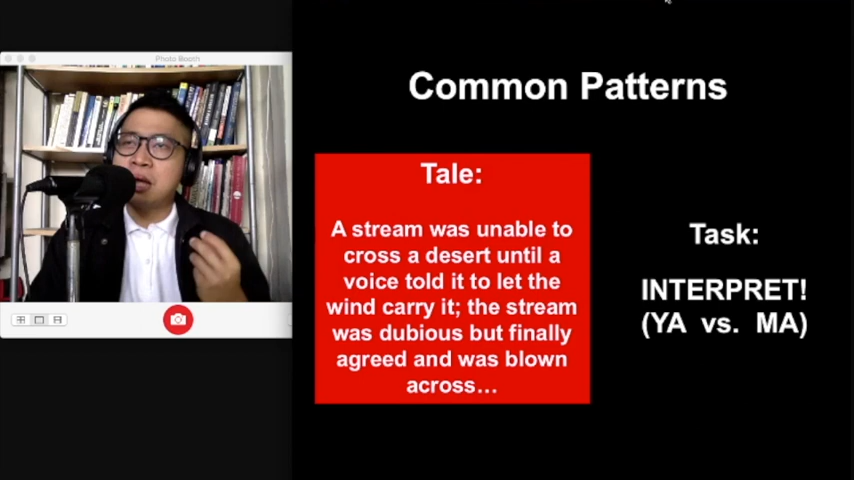 Photo Booth
Common Patterns
Tale:
A stream was unable to
cross a desert until a
voice told it to let the
wind carry it; the stream
was dubious but finally
agreed and was blown
across...
Task:
INTERPRET!
(YA vs. MA)